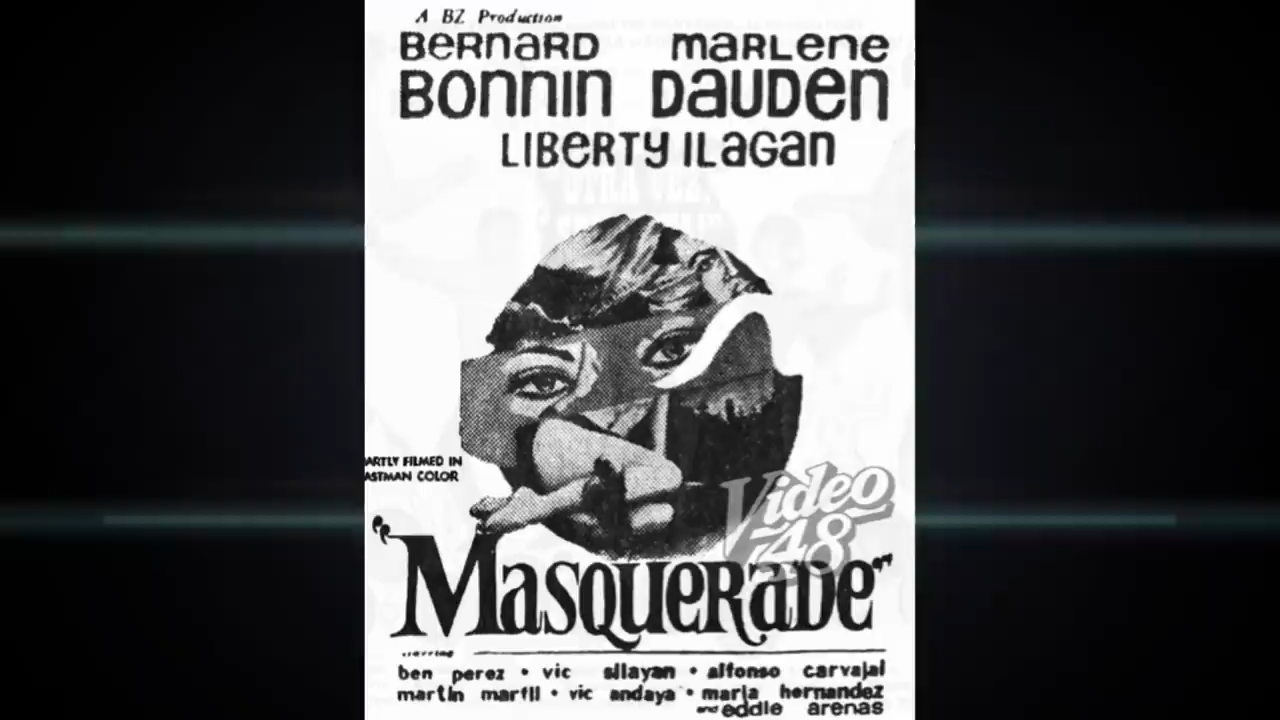 A BZ Production
BERNARD MARLENE
BONNIN DAUDEN
LIBERTY ILAGAN
ARTLY FILMED IN
ASTMAN COLOR
Video
48
"MASQUERADE"
starring
ben perez • vic silayan • alfonso carvajal
martin marfil • vic andaya • maria hernandez
and eddie arenas